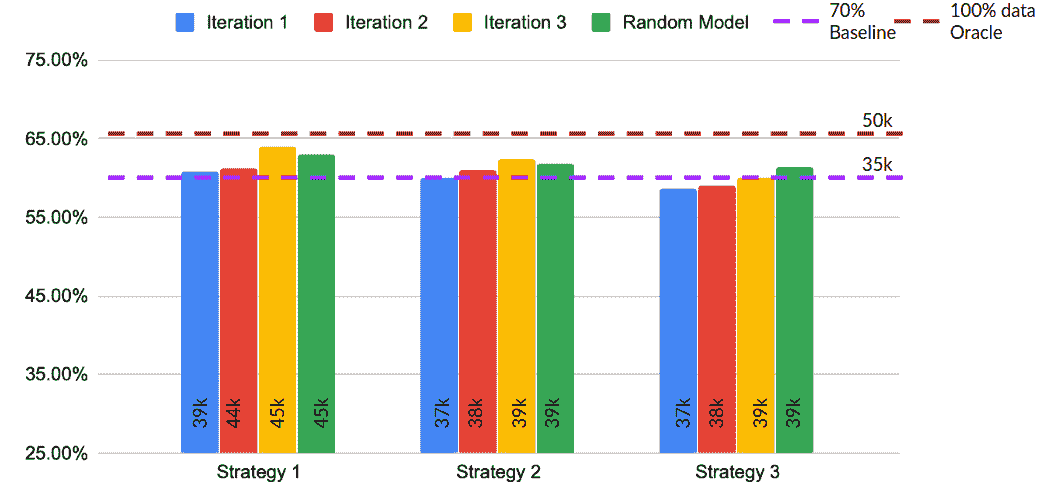 Iteration 1
Iteration 2
Iteration 3
Random Model
70%
Baseline
100% data
Oracle
75.00%
65.00%
55.00%
45.00%
35.00%
25.00%
50k
35k
39k
44k
45k
45k
37k
38k
39k
39k
37k
38k
39k
39k
Strategy 1
Strategy 2
Strategy 3